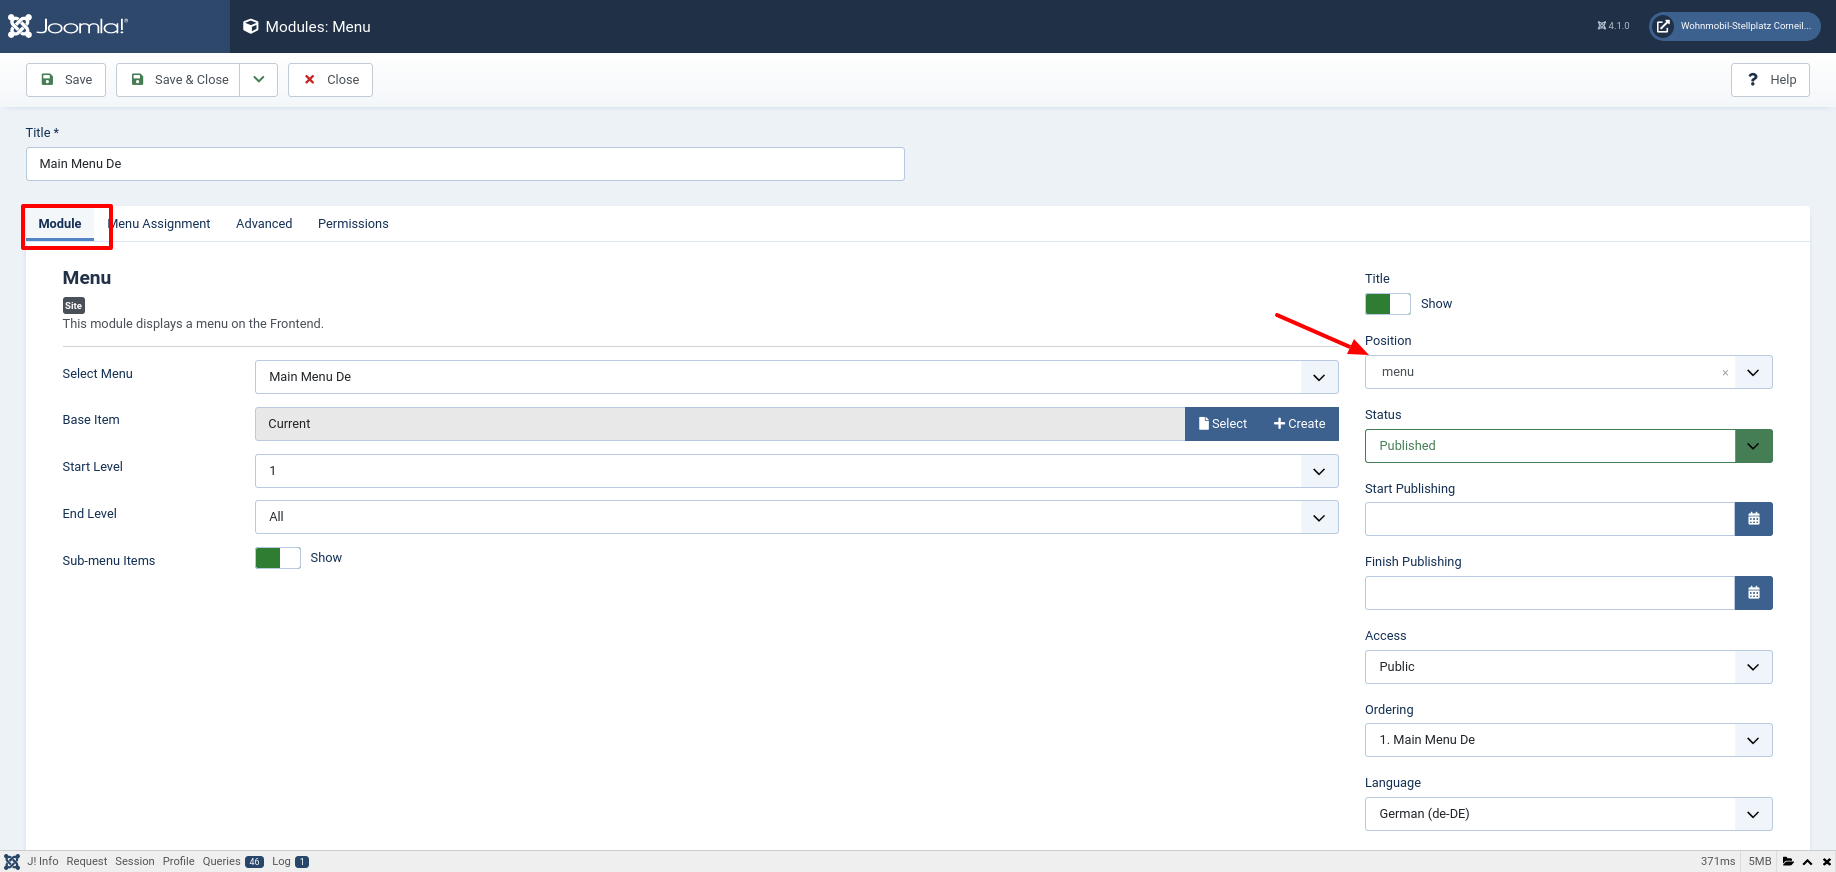 Joomla!®
Modules: Menu
4.1.0
Wohnmobil-Stellplatz Corneil...
Save
Save & Close
Close
? Help
Title *
Main Menu De
Module
Menu Assignment
Advanced
Permissions
Menu
Site
This module displays a menu on the Frontend.
Select Menu
Main Menu De
Base Item
Current
Select
Create
Start Level
1
End Level
All
Sub-menu Items
Show
Title
Show
Position
menu
×
Status
Published
Start Publishing
Finish Publishing
Access
Public
Ordering
1. Main Menu De
Language
German (de-DE)
J! Info
Request
Session
Profile
Queries 46
Log 1
371ms
5MB